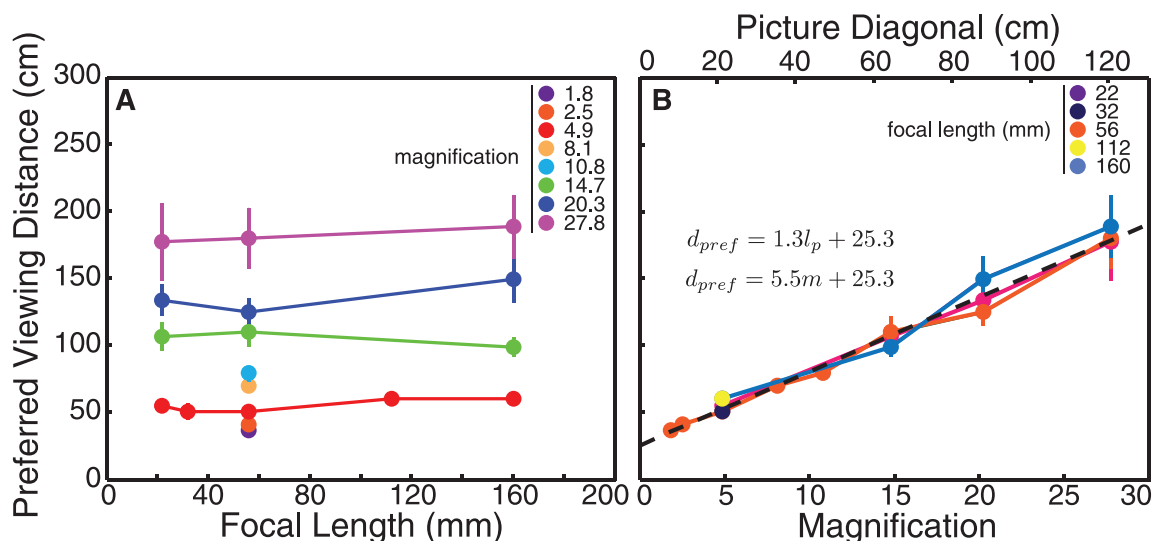 Picture Diagonal (cm)
0 20 40 60 80 100 120
Preferred Viewing Distance (cm)
300
250
200
150
100
50
0
A
magnification
1.8
2.5
4.9
8.1
10.8
14.7
20.3
27.8
0 40 80 120 160 200
Focal Length (mm)
B
focal length (mm)
22
32
56
112
160
d_pref = 1.3l_p + 25.3
d_pref = 5.5m + 25.3
0 5 10 15 20 25 30
Magnification